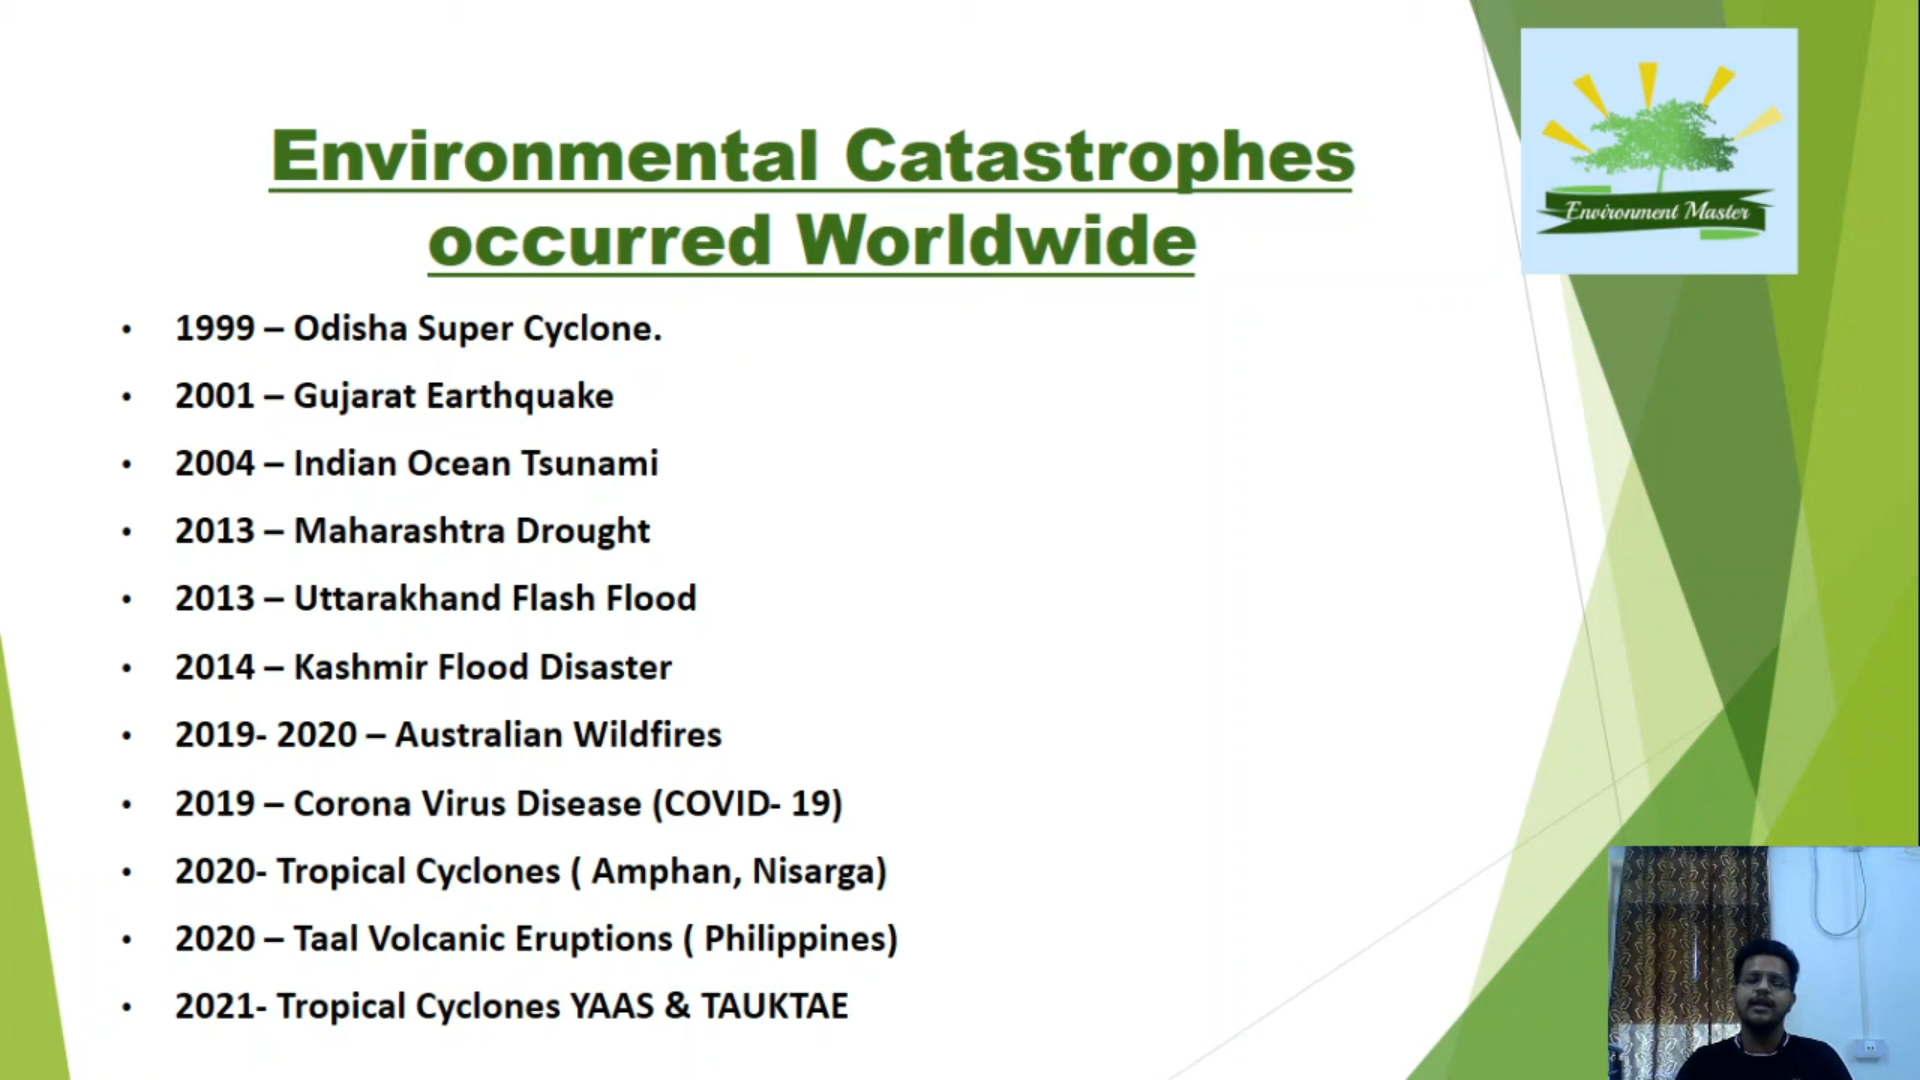 Environmental Catastrophes
occurred Worldwide
Environment Master
• 1999 – Odisha Super Cyclone.
• 2001 – Gujarat Earthquake
• 2004 – Indian Ocean Tsunami
• 2013 – Maharashtra Drought
• 2013 – Uttarakhand Flash Flood
• 2014 – Kashmir Flood Disaster
• 2019- 2020 – Australian Wildfires
• 2019 – Corona Virus Disease (COVID- 19)
• 2020- Tropical Cyclones ( Amphan, Nisarga)
• 2020 – Taal Volcanic Eruptions ( Philippines)
• 2021- Tropical Cyclones YAAS & TAUKTAE